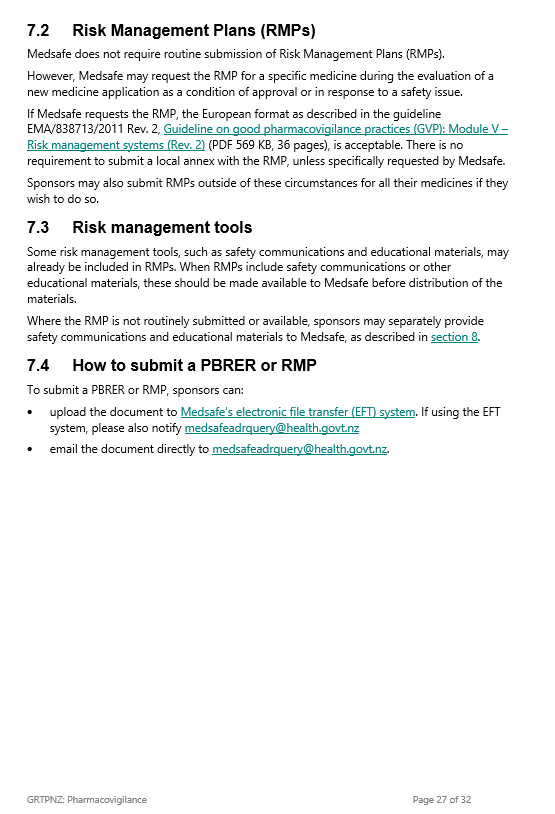 7.2 Risk Management Plans (RMPs)
Medsafe does not require routine submission of Risk Management Plans (RMPs).
However, Medsafe may request the RMP for a specific medicine during the evaluation of a
new medicine application as a condition of approval or in response to a safety issue.
If Medsafe requests the RMP, the European format as described in the guideline
EMA/838713/2011 Rev. 2, Guideline on good pharmacovigilance practices (GVP): Module V –
Risk management systems (Rev. 2) (PDF 569 KB, 36 pages), is acceptable. There is no
requirement to submit a local annex with the RMP, unless specifically requested by Medsafe.
Sponsors may also submit RMPs outside of these circumstances for all their medicines if they
wish to do so.
7.3 Risk management tools
Some risk management tools, such as safety communications and educational materials, may
already be included in RMPs. When RMPs include safety communications or other
educational materials, these should be made available to Medsafe before distribution of the
materials.
Where the RMP is not routinely submitted or available, sponsors may separately provide
safety communications and educational materials to Medsafe, as described in section 8.
7.4 How to submit a PBRER or RMP
To submit a PBRER or RMP, sponsors can:
• upload the document to Medsafe's electronic file transfer (EFT) system. If using the EFT
system, please also notify medsafeadrquery@health.govt.nz
• email the document directly to medsafeadrquery@health.govt.nz.
GRTPNZ: Pharmacovigilance Page 27 of 32